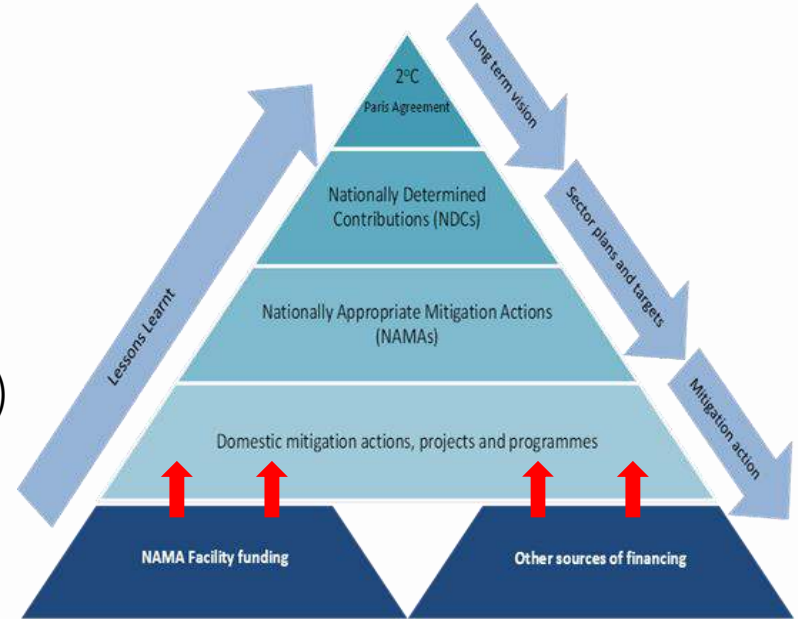 2°C
Paris Agreement
Long term vision
Nationally Determined
Contributions (NDCs)
Sector plans and targets
Nationally Appropriate Mitigation Actions
(NAMAs)
Lessons Learnt
)
Mitigation action
Domestic mitigation actions, projects and programmes
NAMA Facility funding
Other sources of financing